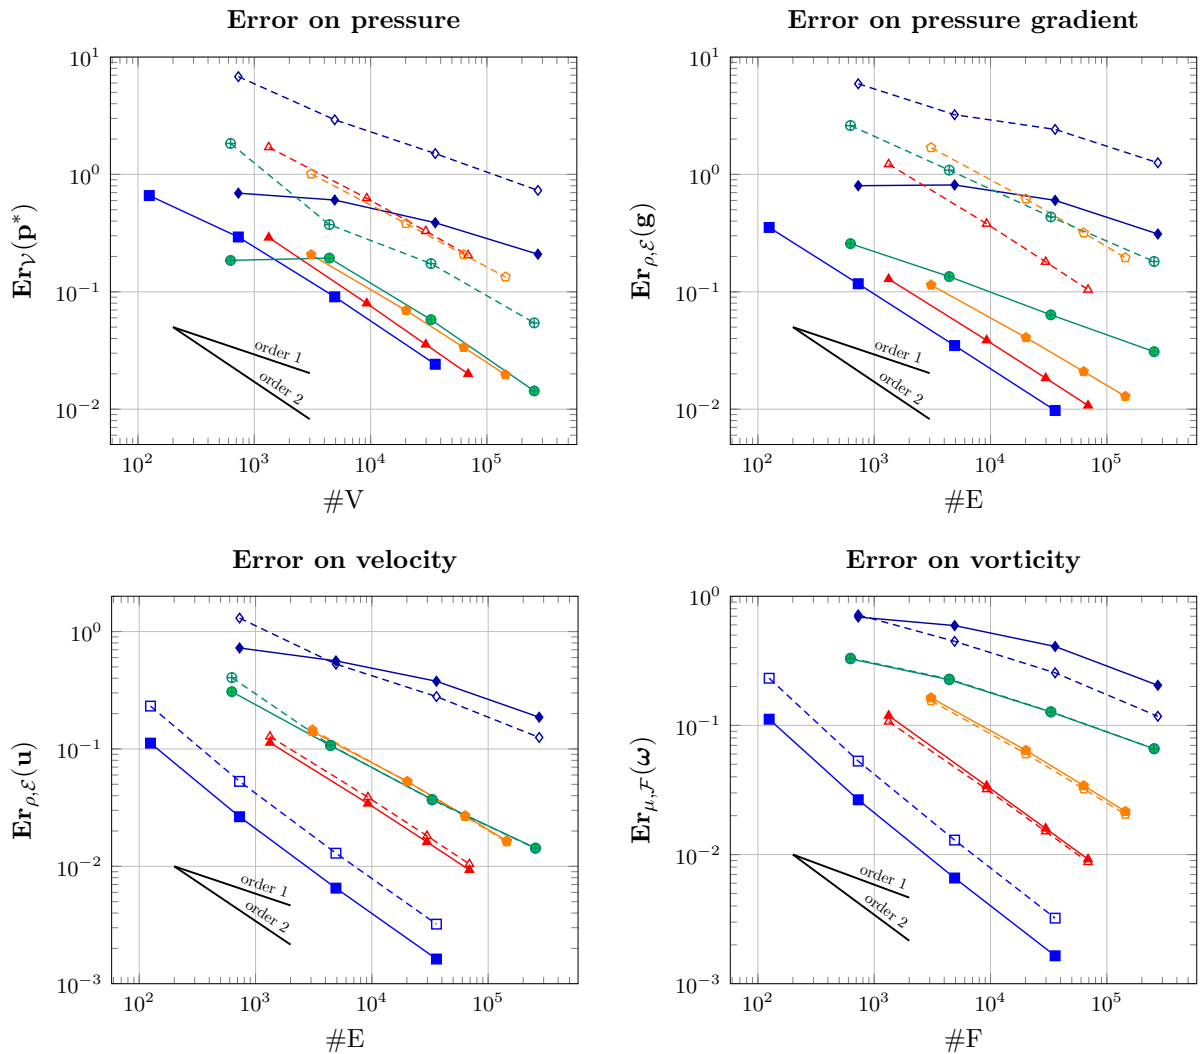 Error on pressure
10^1
10^0
10^−1
10^−2
10^2 10^3 10^4 10^5
Er_𝒱(p*)
#V
order 1
order 2
Error on pressure gradient
10^1
10^0
10^−1
10^−2
10^2 10^3 10^4 10^5
Er_ρ,ℰ(g)
#E
order 1
order 2
Error on velocity
10^0
10^−1
10^−2
10^−3
10^2 10^3 10^4 10^5
Er_ρ,ℰ(u)
#E
order 1
order 2
Error on vorticity
10^0
10^−1
10^−2
10^−3
10^2 10^3 10^4 10^5
Er_μ,ℱ(ω)
#F
order 1
order 2